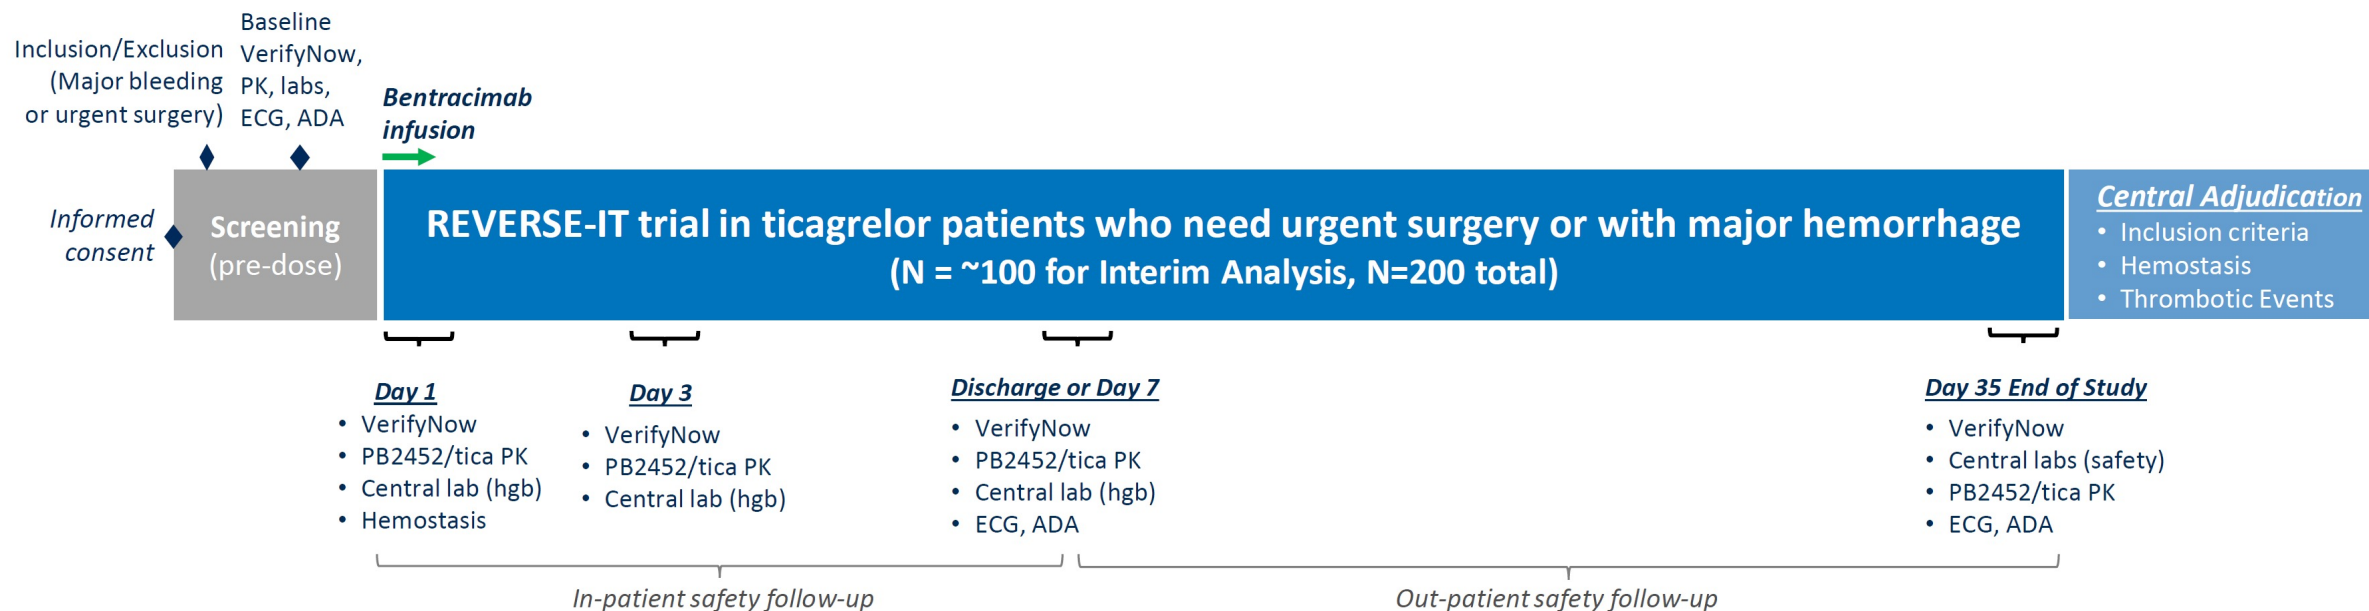 Inclusion/Exclusion
(Major bleeding
or urgent surgery)
Baseline
VerifyNow,
PK, labs,
ECG, ADA
Bentracimab
infusion
Informed
consent
Screening
(pre-dose)
REVERSE-IT trial in ticagrelor patients who need urgent surgery or with major hemorrhage
(N = ~100 for Interim Analysis, N=200 total)
Central Adjudication
• Inclusion criteria
• Hemostasis
• Thrombotic Events
Day 1
• VerifyNow
• PB2452/tica PK
• Central lab (hgb)
• Hemostasis
Day 3
• VerifyNow
• PB2452/tica PK
• Central lab (hgb)
Discharge or Day 7
• VerifyNow
• PB2452/tica PK
• Central lab (hgb)
• ECG, ADA
Day 35 End of Study
• VerifyNow
• Central labs (safety)
• PB2452/tica PK
• ECG, ADA
In-patient safety follow-up
Out-patient safety follow-up